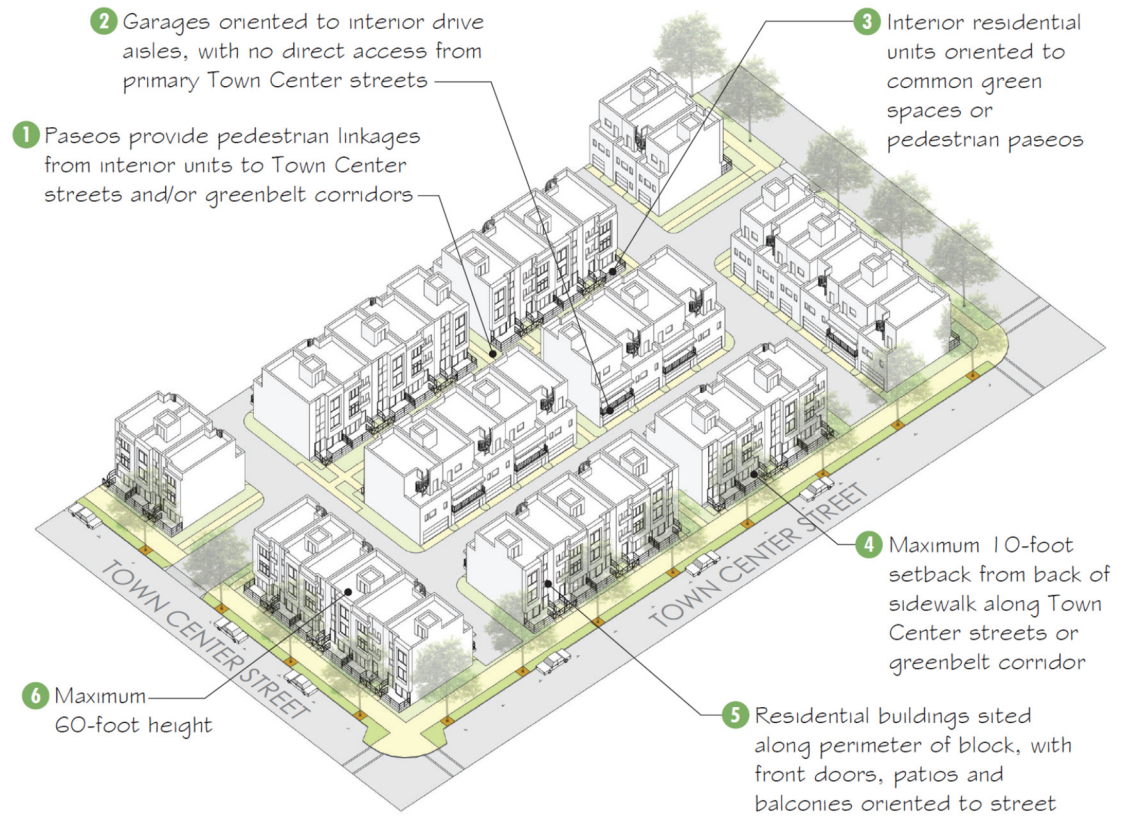 2 Garages oriented to interior drive
aisles, with no direct access from
primary Town Center streets
3 Interior residential
units oriented to
common green
spaces or
pedestrian paseos
1 Paseos provide pedestrian linkages
from interior units to Town Center
streets and/or greenbelt corridors
TOWN CENTER STREET
TOWN CENTER STREET
4 Maximum 10-foot
setback from back of
sidewalk along Town
Center streets or
greenbelt corridor
6 Maximum
60-foot height
5 Residential buildings sited
along perimeter of block, with
front doors, patios and
balconies oriented to street